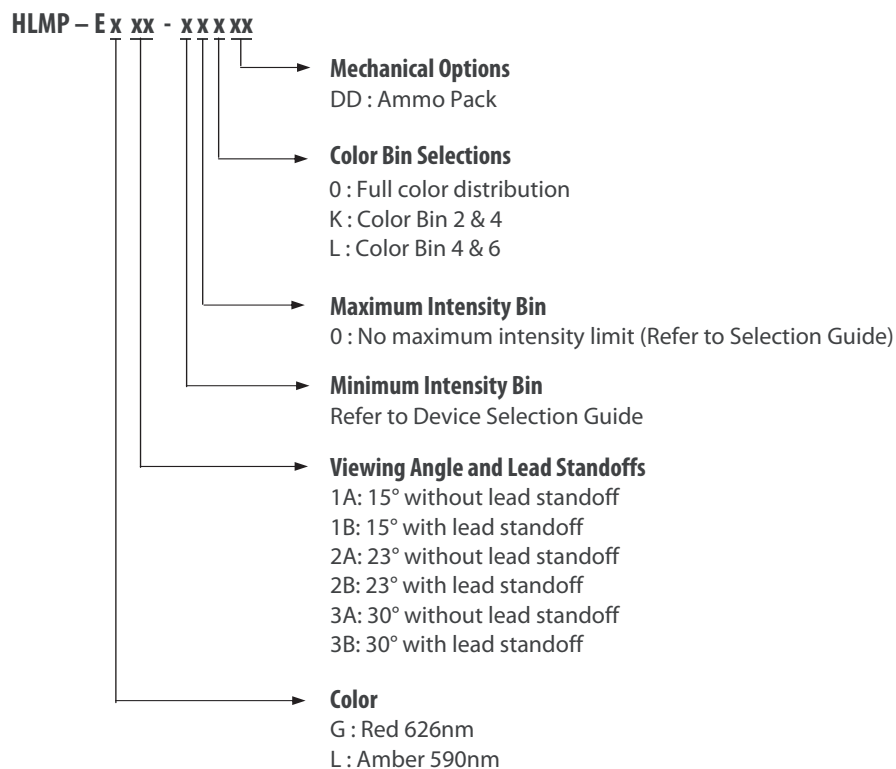 HLMP – E x xx - x x x xx
Mechanical Options
DD : Ammo Pack
Color Bin Selections
0 : Full color distribution
K : Color Bin 2 & 4
L : Color Bin 4 & 6
Maximum Intensity Bin
0 : No maximum intensity limit (Refer to Selection Guide)
Minimum Intensity Bin
Refer to Device Selection Guide
Viewing Angle and Lead Standoffs
1A: 15° without lead standoff
1B: 15° with lead standoff
2A: 23° without lead standoff
2B: 23° with lead standoff
3A: 30° without lead standoff
3B: 30° with lead standoff
Color
G : Red 626nm
L : Amber 590nm